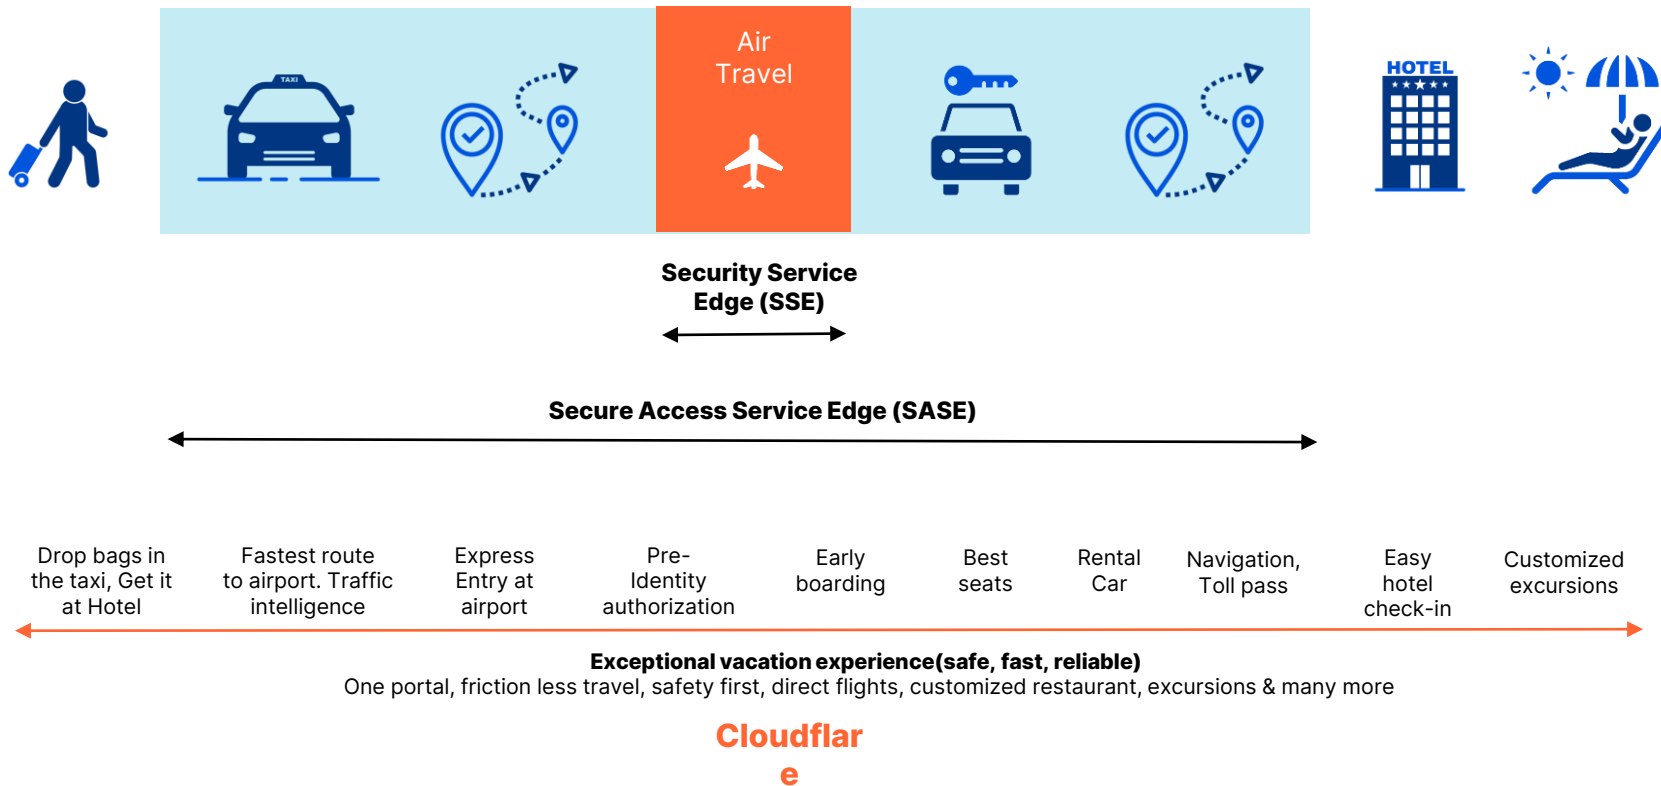 Air
Travel
TAXI
HOTEL
Security Service
Edge (SSE)
Secure Access Service Edge (SASE)
Drop bags in
the taxi, Get it
at Hotel
Fastest route
to airport. Traffic
intelligence
Express
Entry at
airport
Pre-
Identity
authorization
Early
boarding
Best
seats
Rental
Car
Navigation,
Toll pass
Easy
hotel
check-in
Customized
excursions
Exceptional vacation experience(safe, fast, reliable)
One portal, friction less travel, safety first, direct flights, customized restaurant, excursions & many more
Cloudflar
e